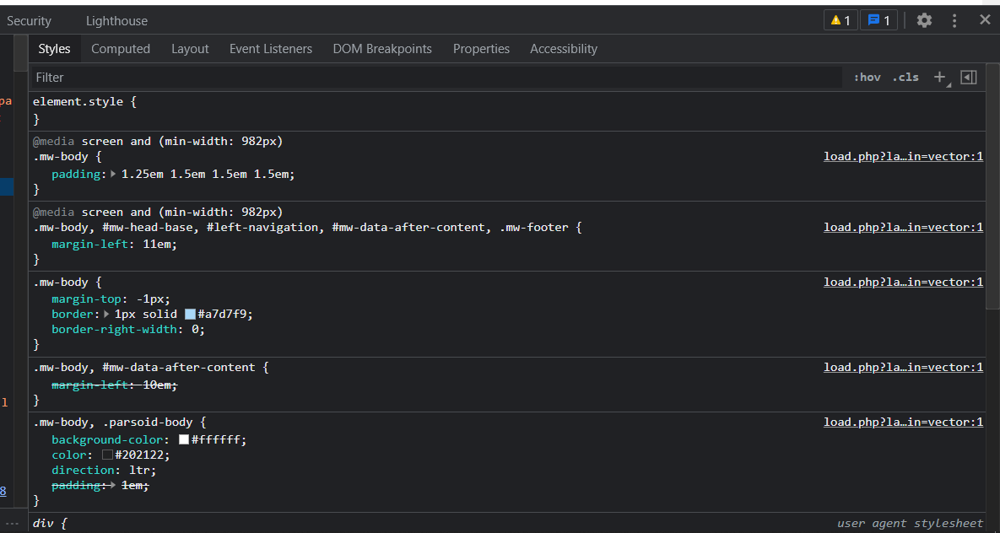 Security Lighthouse 1 1
Styles Computed Layout Event Listeners DOM Breakpoints Properties Accessibility
Filter :hov .cls
pa
element.style {
}
@media screen and (min-width: 982px)
.mw-body { load.php?la…in=vector:1
padding: 1.25em 1.5em 1.5em 1.5em;
}
@media screen and (min-width: 982px)
.mw-body, #mw-head-base, #left-navigation, #mw-data-after-content, .mw-footer { load.php?la…in=vector:1
margin-left: 11em;
}
.mw-body { load.php?la…in=vector:1
margin-top: -1px;
border: 1px solid #a7d7f9;
border-right-width: 0;
}
.mw-body, #mw-data-after-content { load.php?la…in=vector:1
margin-left: 10em;
}
l
.mw-body, .parsoid-body { load.php?la…in=vector:1
background-color: #ffffff;
color: #202122;
direction: ltr;
padding: 1em;
8
}
... div { user agent stylesheet